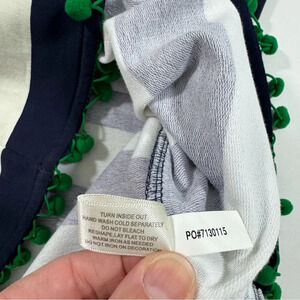 TURN INSIDE OUT
HAND WASH COLD SEPARATELY
DO NOT BLEACH
RESHAPE,LAY FLAT TO DRY
WARM IRON AS NEEDED
DO NOT IRON ON DECORATION
PO#7130115